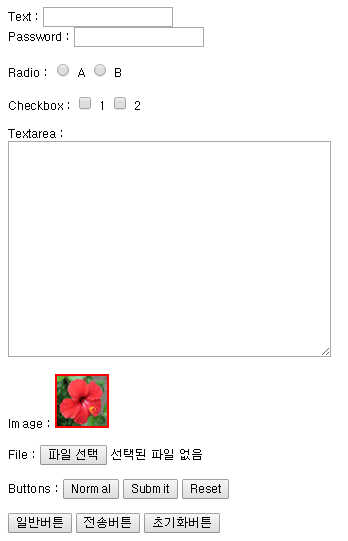 Text :
Password :
Radio : A B
Checkbox : 1 2
Textarea :
Image :
File : 파일 선택 선택된 파일 없음
Buttons : Normal Submit Reset
일반버튼 전송버튼 초기화버튼